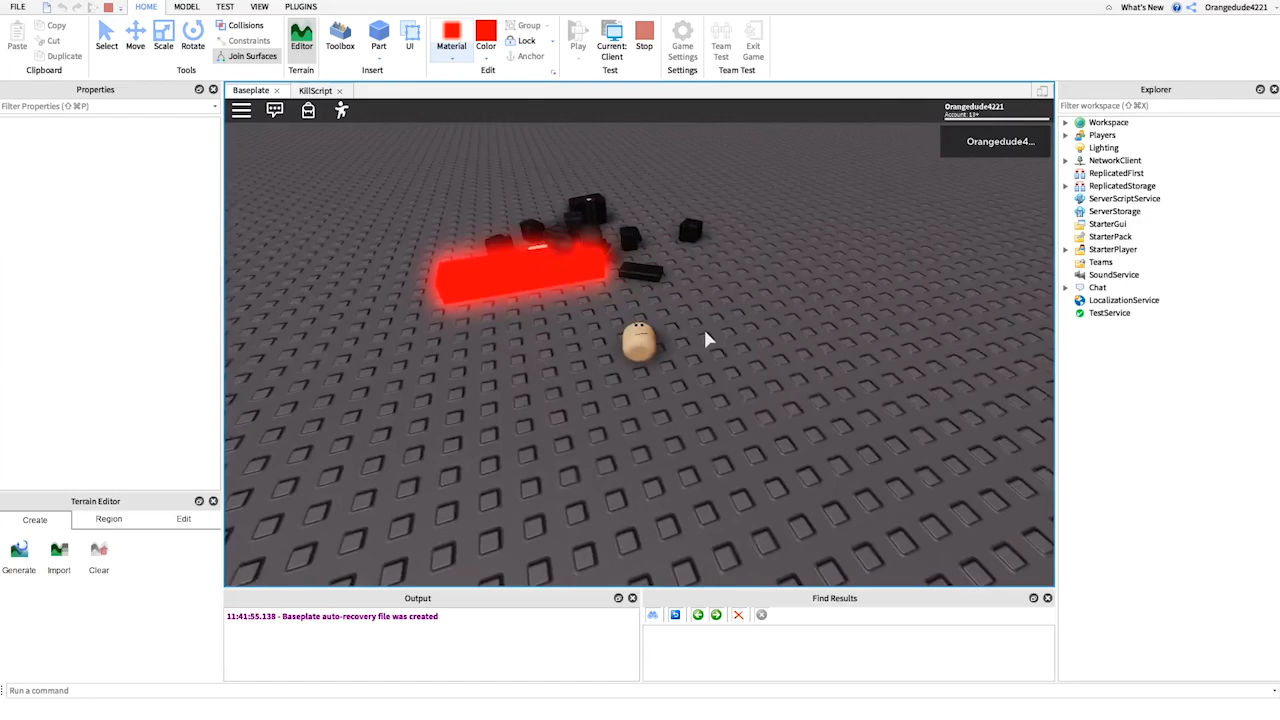 FILE HOME MODEL TEST VIEW PLUGINS What's New Orangedude4221
Paste Copy Cut Duplicate Select Move Scale Rotate Collisions Constraints Join Surfaces Editor Toolbox Part UI Material Color Group Lock Anchor Play Current: Client Stop Game Settings Team Test Exit Game
Clipboard Tools Terrain Insert Edit Test Settings Team Test
Properties
Filter Properties (⇧⌘P)
Baseplate KillScript
Orangedude4221
Account: 13+
Orangedude4...
Explorer
Filter workspace (⇧⌘X)
Workspace
Players
Lighting
NetworkClient
ReplicatedFirst
ReplicatedStorage
ServerScriptService
ServerStorage
StarterGui
StarterPack
StarterPlayer
Teams
SoundService
Chat
LocalizationService
TestService
Terrain Editor
Create Region Edit
Generate Import Clear
Output
11:41:55.138 - Baseplate auto-recovery file was created
Find Results
Run a command